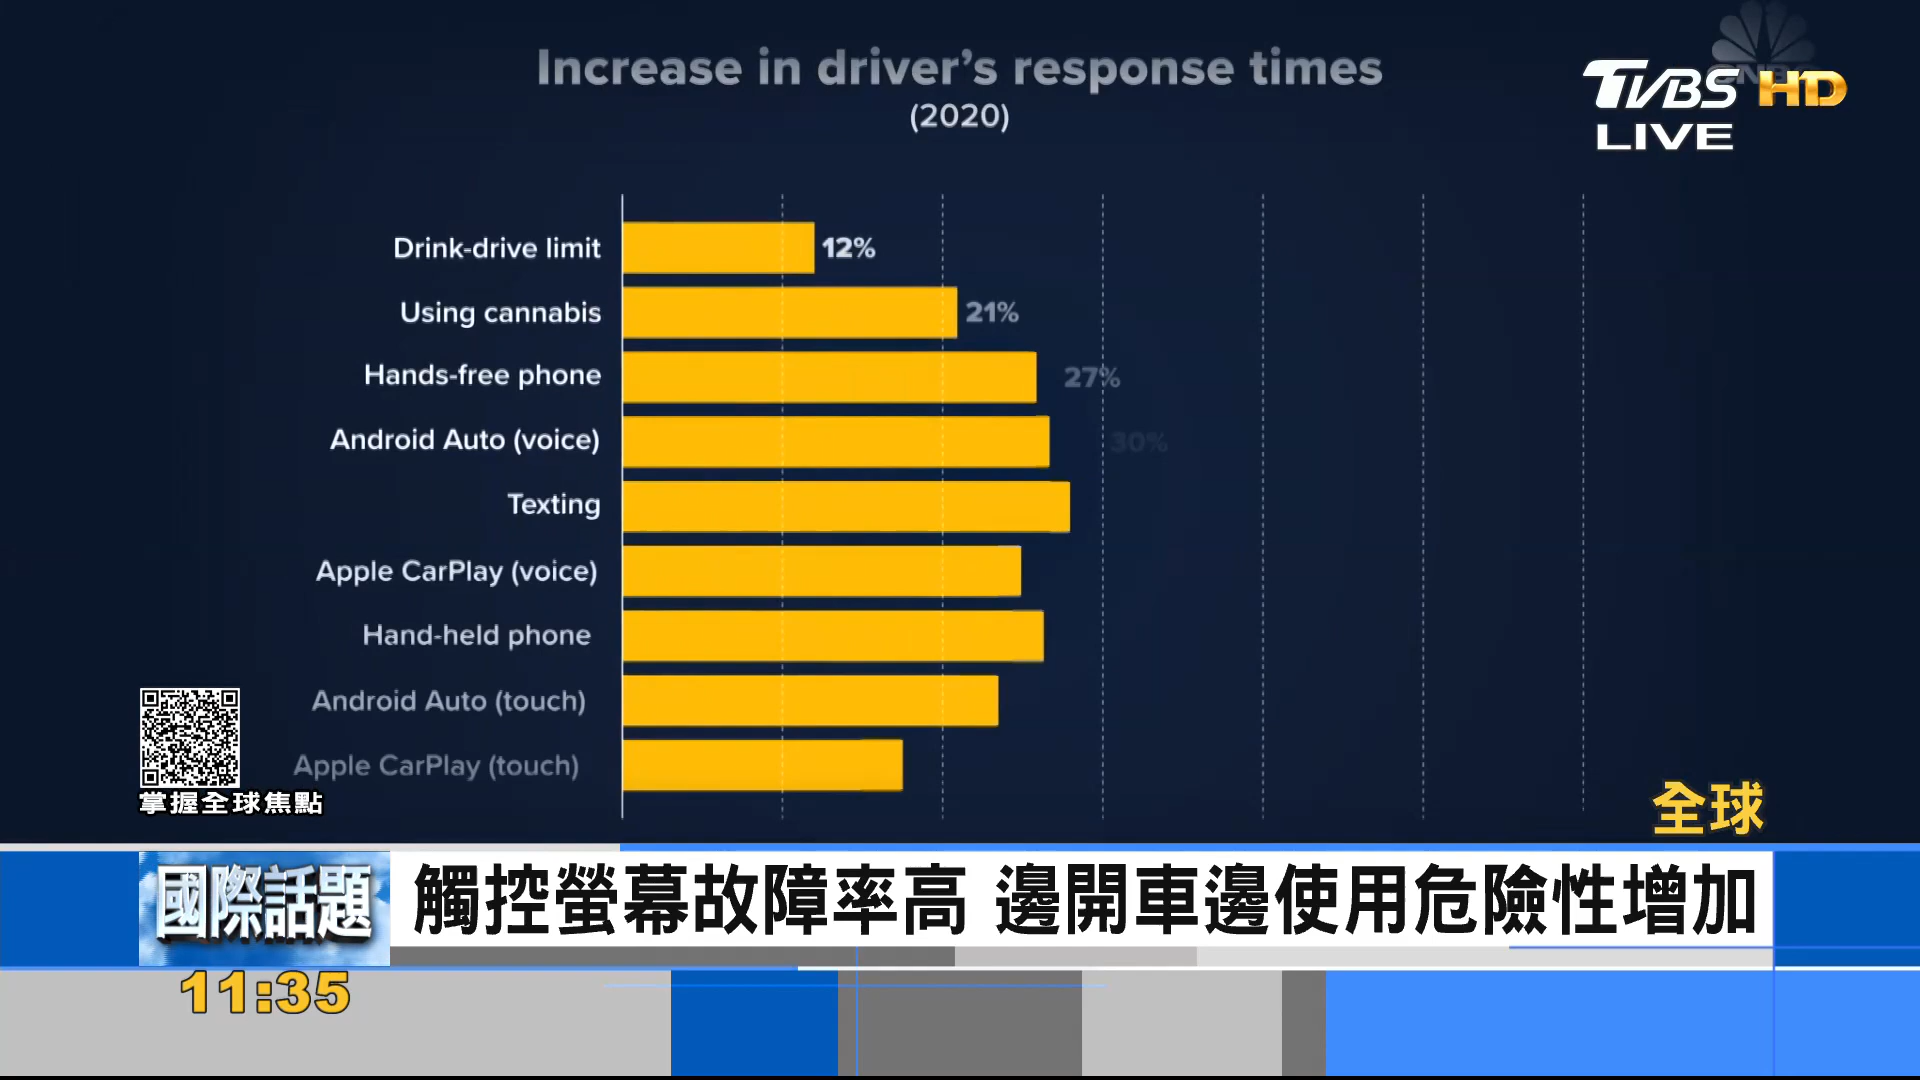 Increase in driver's response times
(2020)
TVBS HD
LIVE
Drink-drive limit 12%
Using cannabis 21%
Hands-free phone 27%
Android Auto (voice) 30%
Texting
Apple CarPlay (voice)
Hand-held phone
Android Auto (touch)
Apple CarPlay (touch)
掌握全球焦點
全球
國際話題
觸控螢幕故障率高 邊開車邊使用危險性增加
11:35